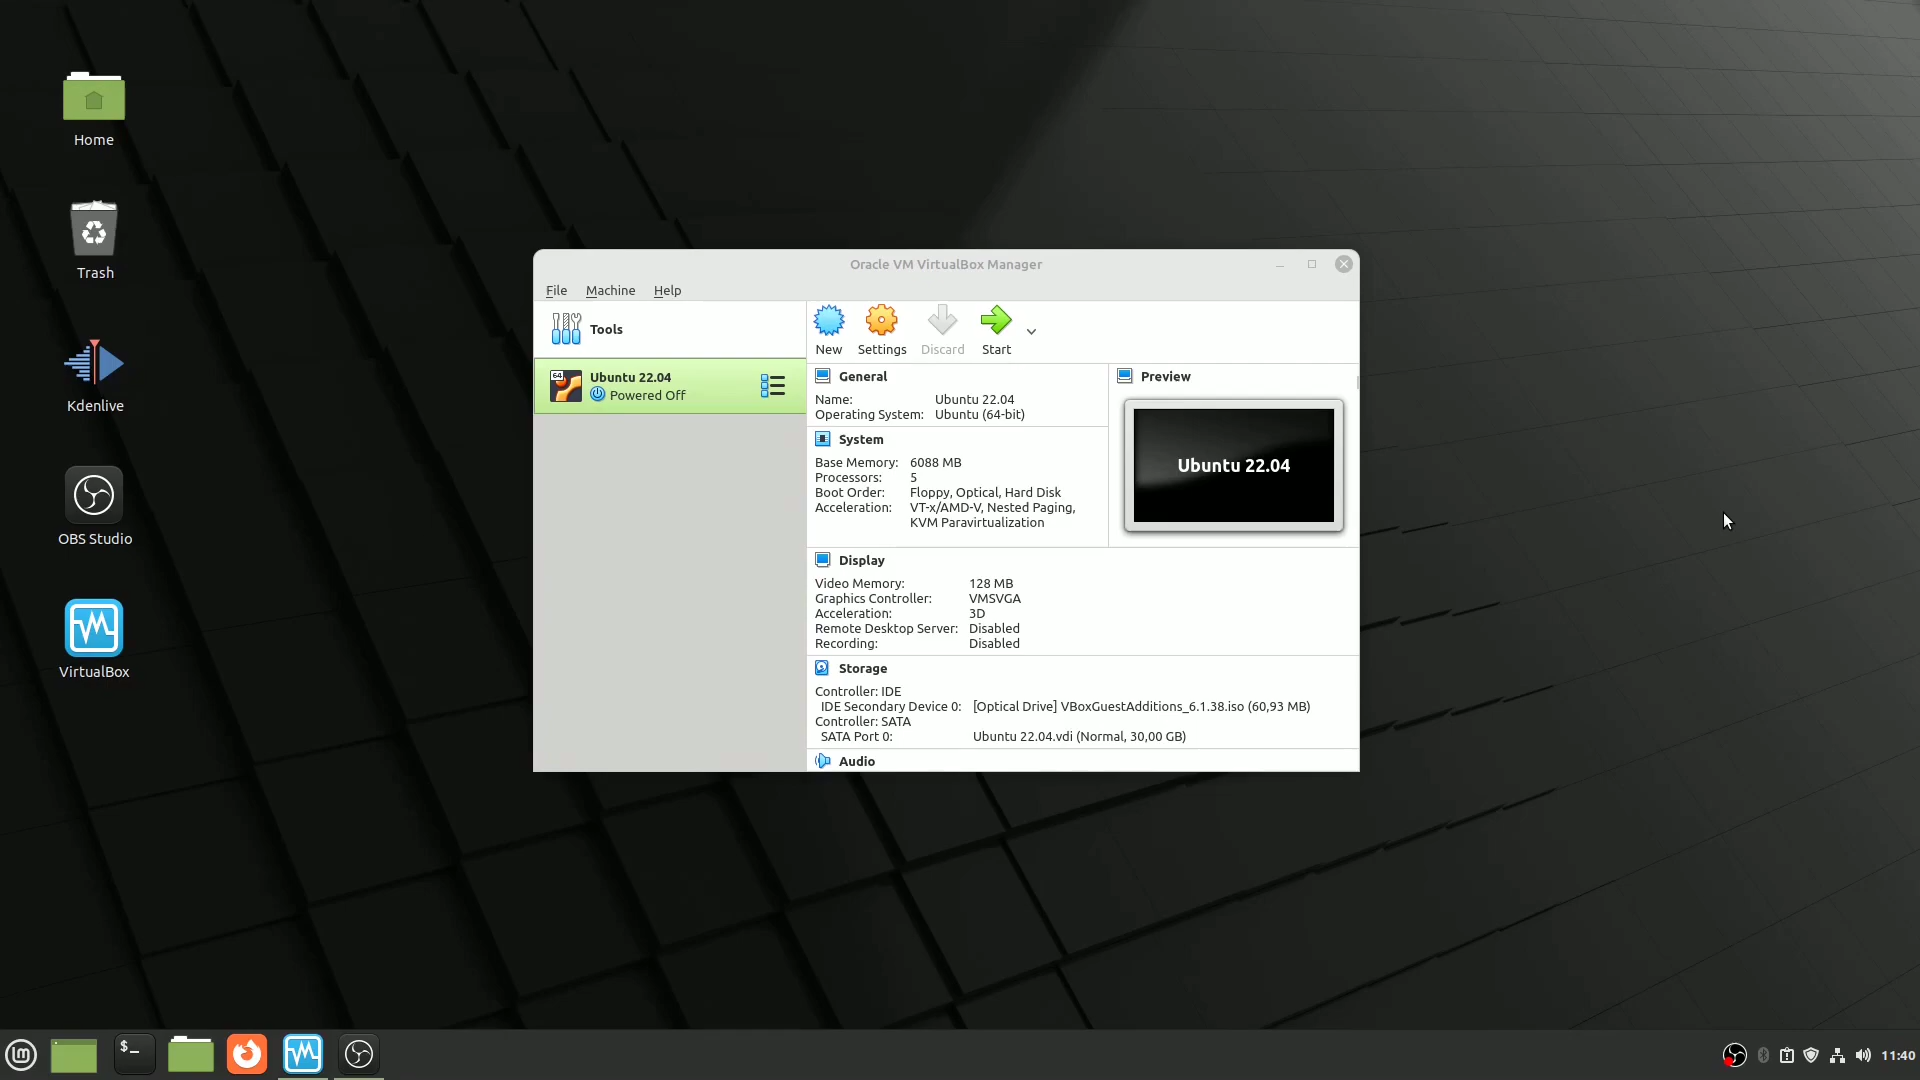 Home
Trash
Kdenlive
OBS Studio
VirtualBox
Oracle VM VirtualBox Manager
File Machine Help
Tools
64
Ubuntu 22.04
Powered Off
New Settings Discard Start
General
Name: Ubuntu 22.04
Operating System: Ubuntu (64-bit)
System
Base Memory: 6088 MB
Processors: 5
Boot Order: Floppy, Optical, Hard Disk
Acceleration: VT-x/AMD-V, Nested Paging,
KVM Paravirtualization
Preview
Ubuntu 22.04
Display
Video Memory: 128 MB
Graphics Controller: VMSVGA
Acceleration: 3D
Remote Desktop Server: Disabled
Recording: Disabled
Storage
Controller: IDE
IDE Secondary Device 0: [Optical Drive] VBoxGuestAdditions_6.1.38.iso (60,93 MB)
Controller: SATA
SATA Port 0: Ubuntu 22.04.vdi (Normal, 30,00 GB)
Audio
$_
11:40